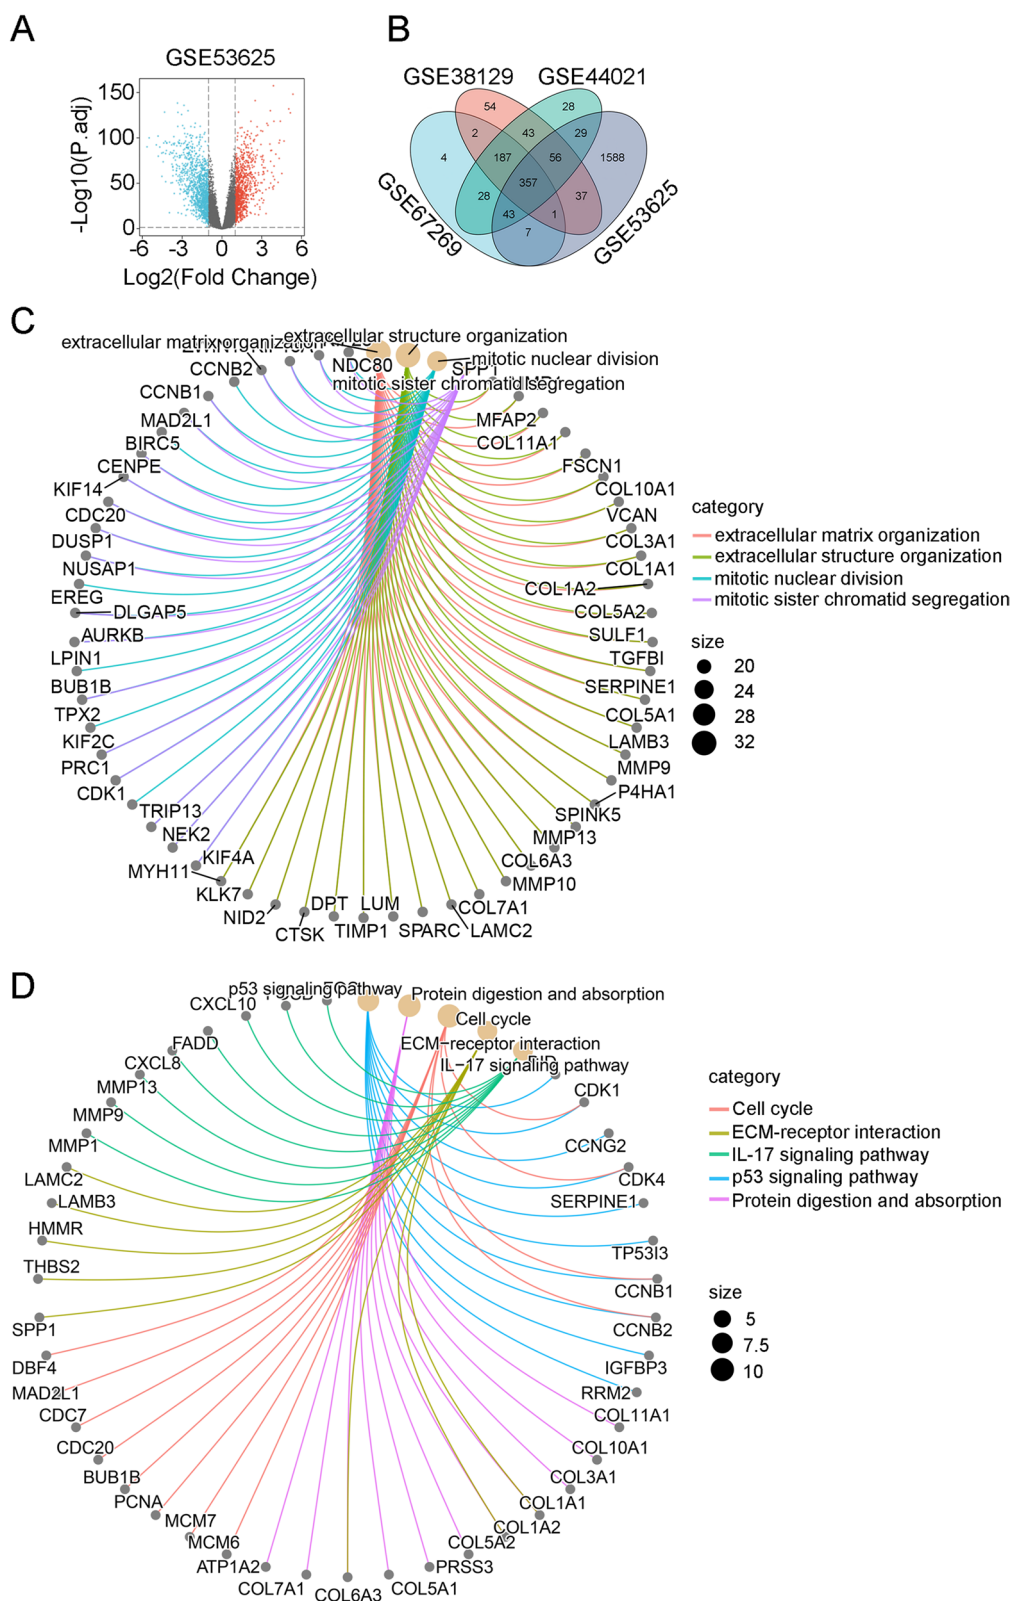 A
GSE53625
-Log10(P.adj)
150
100
50
0
-6 -3 0 3 6
Log2(Fold Change)
B
GSE38129 GSE44021
GSE67269
GSE53625
54
28
2
43
29
4
187
56
1588
357
28
37
43
1
7
C
extracellular matrix organization
extracellular structure organization
mitotic nuclear division
mitotic sister chromatid segregation
NDC80
SPP1
CCNB2
CCNB1
MAD2L1
BIRC5
CENPE
KIF14
CDC20
DUSP1
NUSAP1
EREG
DLGAP5
AURKB
LPIN1
BUB1B
TPX2
KIF2C
PRC1
CDK1
TRIP13
NEK2
KIF4A
MYH11
KLK7
NID2
CTSK
DPT
TIMP1
LUM
SPARC
LAMC2
COL7A1
MMP10
COL6A3
MMP13
SPINK5
P4HA1
MMP9
LAMB3
COL5A1
SERPINE1
TGFBI
SULF1
COL5A2
COL1A2
COL1A1
COL3A1
VCAN
COL10A1
FSCN1
COL11A1
MFAP2
category
extracellular matrix organization
extracellular structure organization
mitotic nuclear division
mitotic sister chromatid segregation
size
20
24
28
32
D
p53 signaling pathway
Protein digestion and absorption
Cell cycle
ECM−receptor interaction
IL−17 signaling pathway
CXCL10
FADD
CXCL8
MMP13
MMP9
MMP1
LAMC2
LAMB3
HMMR
THBS2
SPP1
DBF4
MAD2L1
CDC7
CDC20
BUB1B
PCNA
MCM7
MCM6
ATP1A2
COL7A1
COL6A3
COL5A1
PRSS3
COL5A2
COL1A2
COL1A1
COL3A1
COL10A1
COL11A1
RRM2
IGFBP3
CCNB2
CCNB1
TP53I3
SERPINE1
CDK4
CCNG2
CDK1
category
Cell cycle
ECM-receptor interaction
IL-17 signaling pathway
p53 signaling pathway
Protein digestion and absorption
size
5
7.5
10